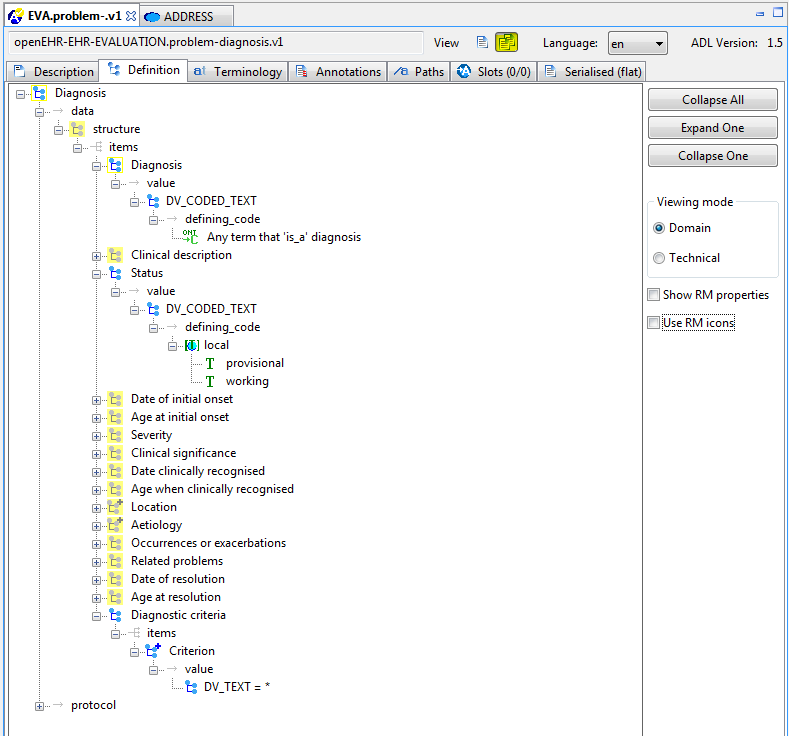 EVA.problem-.v1 ADDRESS
openEHR-EHR-EVALUATION.problem-diagnosis.v1 View Language: en ADL Version: 1.5
Description Definition a Terminology Annotations /a Paths Slots (0/0) Serialised (flat)
Diagnosis
data
structure
items
Diagnosis
value
DV_CODED_TEXT
defining_code
ONT C Any term that 'is_a' diagnosis
Clinical description
Status
value
DV_CODED_TEXT
defining_code
local
T provisional
T working
Date of initial onset
Age at initial onset
Severity
Clinical significance
Date clinically recognised
Age when clinically recognised
Location
Aetiology
Occurrences or exacerbations
Related problems
Date of resolution
Age at resolution
Diagnostic criteria
items
Criterion
value
DV_TEXT = *
protocol
Collapse All
Expand One
Collapse One
Viewing mode
Domain
Technical
Show RM properties
Use RM icons